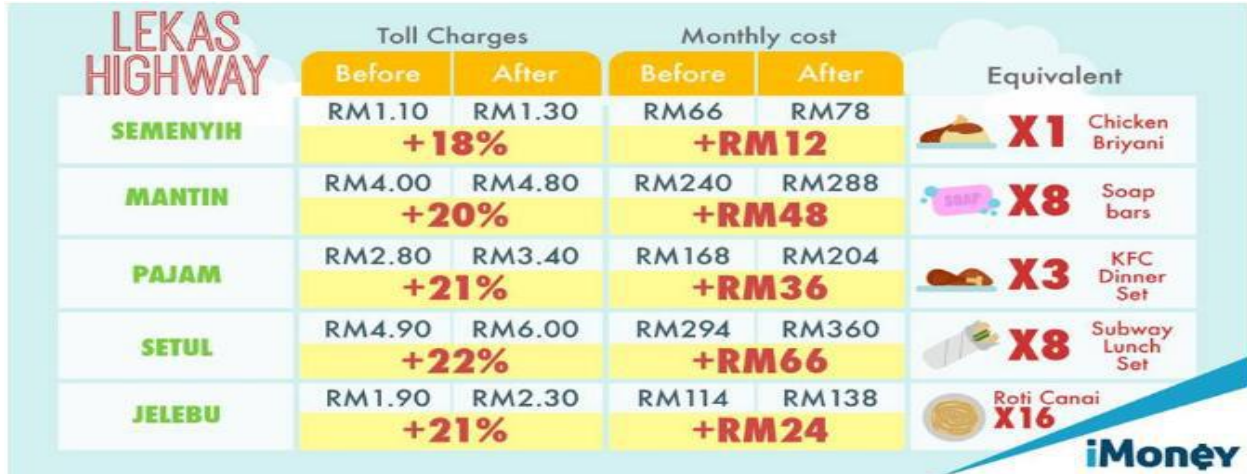 LEKAS
HIGHWAY
Toll Charges Monthly cost
Before After Before After Equivalent
SEMENYIH RM1.10 RM1.30 RM66 RM78
+18% +RM12 X1 Chicken
Briyani
MANTIN RM4.00 RM4.80 RM240 RM288
+20% +RM48 SOAP X8 Soap
bars
PAJAM RM2.80 RM3.40 RM168 RM204
+21% +RM36 X3 KFC
Dinner
Set
SETUL RM4.90 RM6.00 RM294 RM360
+22% +RM66 X8 Subway
Lunch
Set
JELEBU RM1.90 RM2.30 RM114 RM138
+21% +RM24 Roti Canai
X16
iMoney